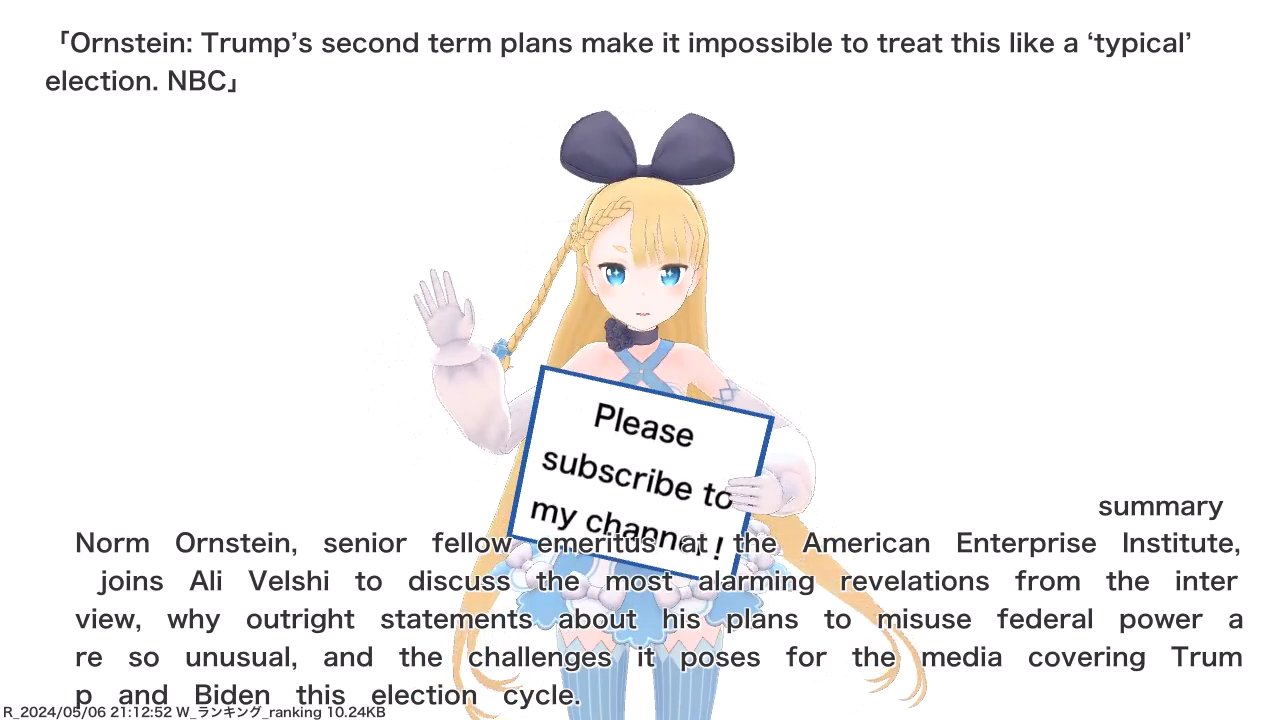 「Ornstein: Trump’s second term plans make it impossible to treat this like a ‘typical’
election. NBC」
Please
subscribe to
my channel !
summary
Norm Ornstein, senior fellow emeritus at the American Enterprise Institute,
joins Ali Velshi to discuss the most alarming revelations from the inter
view, why outright statements about his plans to misuse federal power a
re so unusual, and the challenges it poses for the media covering Trum
p and Biden this election cycle.
R_2024/05/06 21:12:52 W_ランキング_ranking 10.24KB